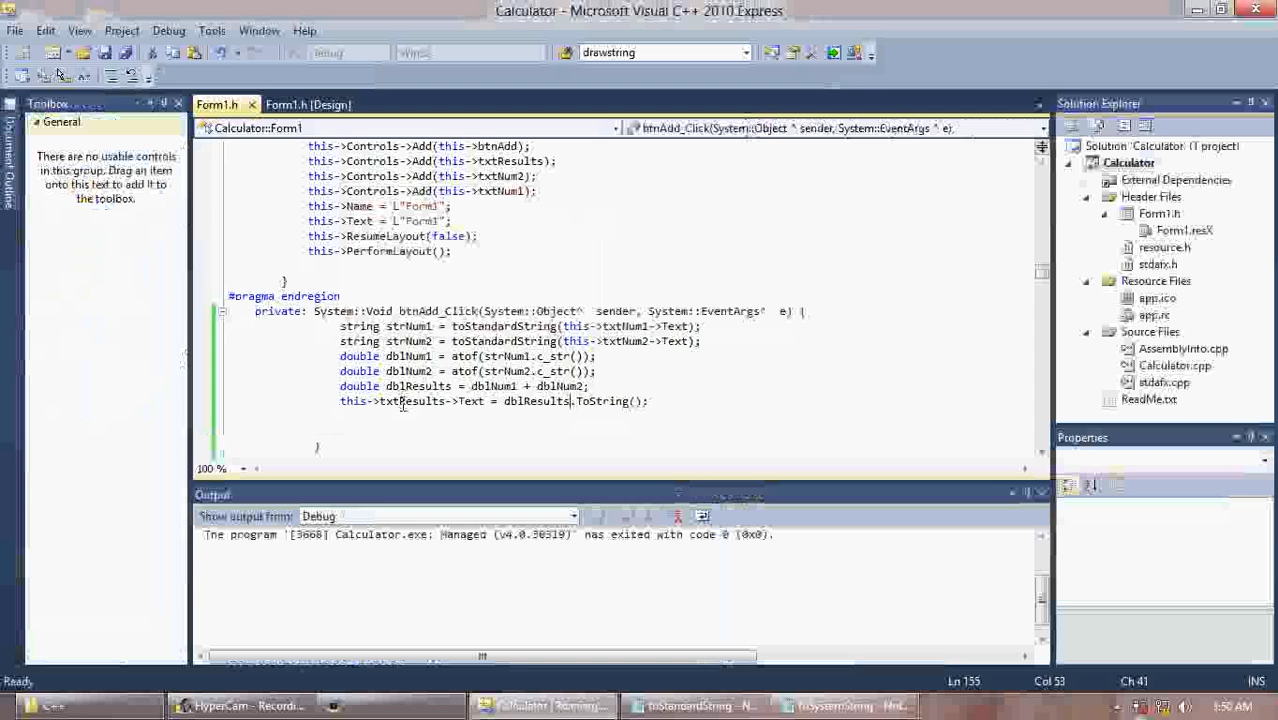 Calculator - Microsoft Visual C++ 2010 Express
File Edit View Project Debug Tools Window Help
Debug Win32 drawstring
Toolbox
Form1.h Form1.h [Design]
Solution Explorer
General
Calculator::Form1 btnAdd_Click(System::Object ^ sender, System::EventArgs ^ e)
There are no usable controls
in this group. Drag an item
onto this text to add it to
the toolbox.
Document Outline
this->Controls->Add(this->btnAdd);
this->Controls->Add(this->txtResults);
this->Controls->Add(this->txtNum2);
this->Controls->Add(this->txtNum1);
this->Name = L"Form1";
this->Text = L"Form1";
this->ResumeLayout(false);
this->PerformLayout();
}
#pragma endregion
private: System::Void btnAdd_Click(System::Object^ sender, System::EventArgs^ e) {
string strNum1 = toStandardString(this->txtNum1->Text);
string strNum2 = toStandardString(this->txtNum2->Text);
double dblNum1 = atof(strNum1.c_str());
double dblNum2 = atof(strNum2.c_str());
double dblResults = dblNum1 + dblNum2;
this->txtResults->Text = dblResults.ToString();
}
100 %
Solution 'Calculator' (1 project)
Calculator
External Dependencies
Header Files
Form1.h
Form1.resX
resource.h
stdafx.h
Resource Files
app.ico
app.rc
Source Files
AssemblyInfo.cpp
Calculator.cpp
stdafx.cpp
ReadMe.txt
Properties
Output
Show output from: Debug
The program '[3668] Calculator.exe: Managed (v4.0.30319)' has exited with code 0 (0x0).
Ready Ln 155 Col 53 Ch 41 INS
C++ HyperCam - Recordi... Calculator (Running)... toStandardString - N... toSystemString - Not... 1:50 AM